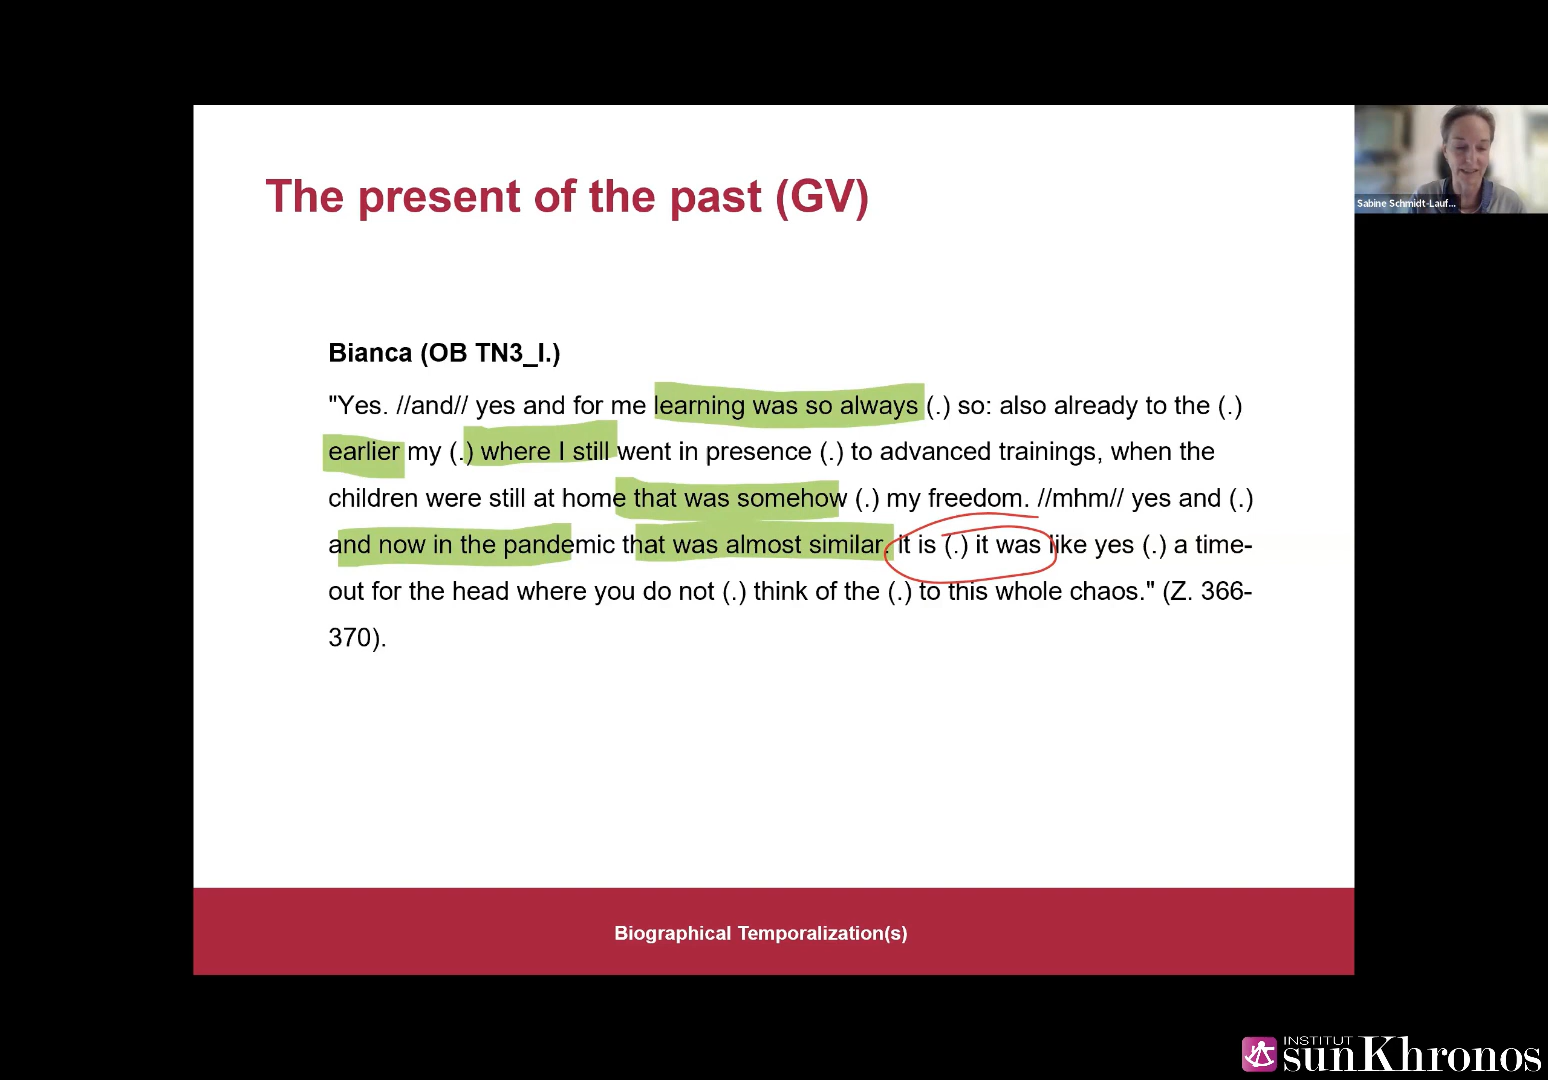 The present of the past (GV)
Sabine Schmidt-Lauf...
Bianca (OB TN3_I.)
"Yes. //and// yes and for me learning was so always (.) so: also already to the (.)
earlier my (.) where I still went in presence (.) to advanced trainings, when the
children were still at home that was somehow (.) my freedom. //mhm// yes and (.)
and now in the pandemic that was almost similar. it is (.) it was like yes (.) a time-
out for the head where you do not (.) think of the (.) to this whole chaos." (Z. 366-
370).
Biographical Temporalization(s)
INSTITUT
sunKhronos